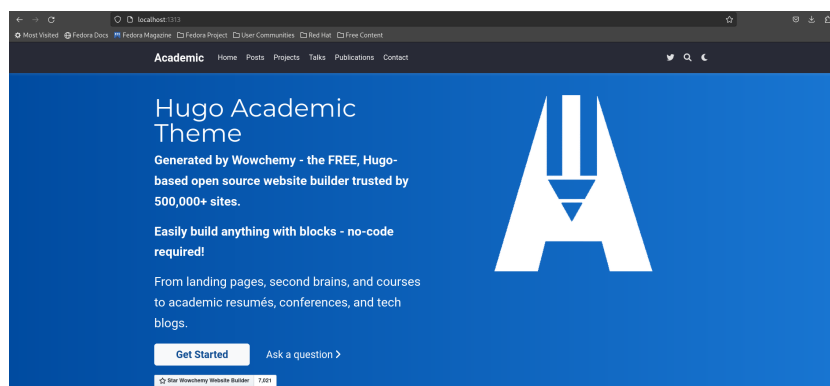 localhost:1313
Most Visited Fedora Docs Fedora Magazine Fedora Project User Communities Red Hat Free Content
Academic Home Posts Projects Talks Publications Contact
Hugo Academic
Theme
Generated by Wowchemy - the FREE, Hugo-
based open source website builder trusted by
500,000+ sites.
Easily build anything with blocks - no-code
required!
From landing pages, second brains, and courses
to academic resumés, conferences, and tech
blogs.
Get Started Ask a question
Star Wowchemy Website Builder 7,021